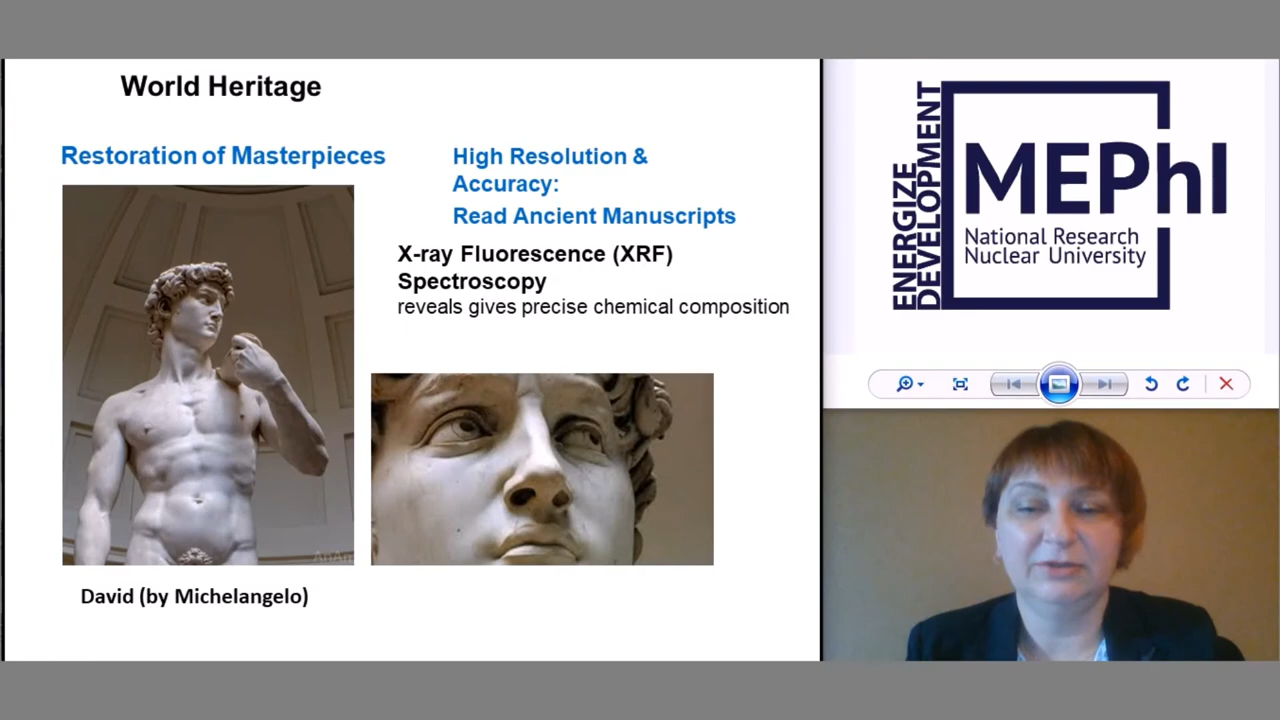 World Heritage
Restoration of Masterpieces
High Resolution &
Accuracy:
Read Ancient Manuscripts
X-ray Fluorescence (XRF)
Spectroscopy
reveals gives precise chemical composition
David (by Michelangelo)
ENERGIZE
DEVELOPMENT
MEPhI
National Research
Nuclear University